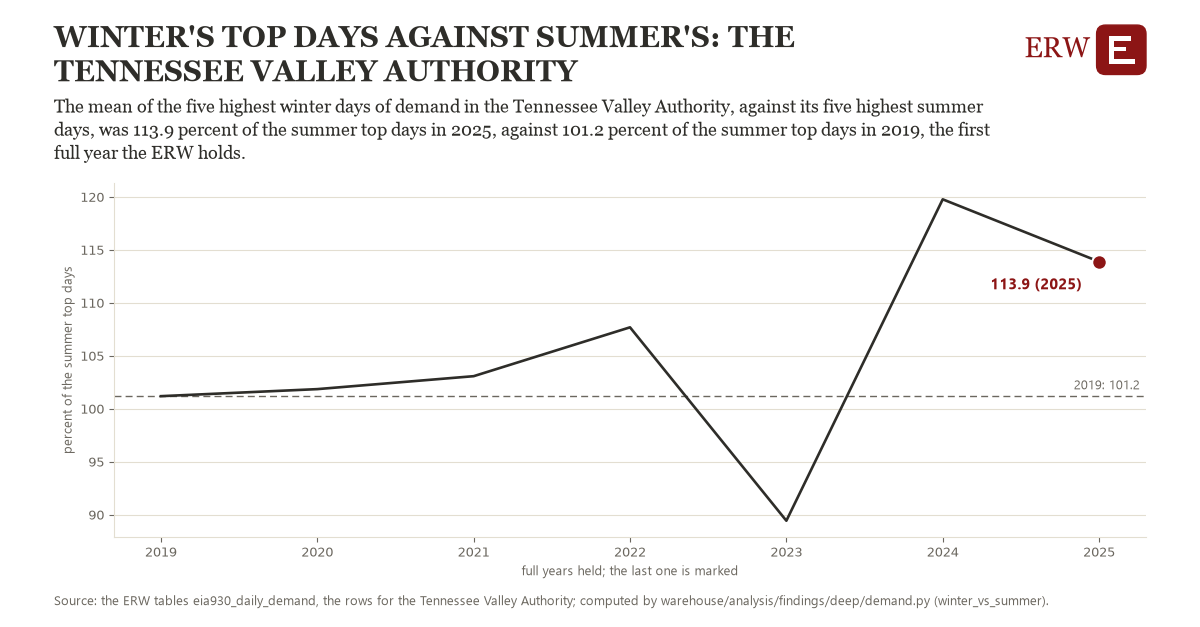 WINTER'S TOP DAYS AGAINST SUMMER'S: THE
TENNESSEE VALLEY AUTHORITY
ERW E
The mean of the five highest winter days of demand in the Tennessee Valley Authority, against its five highest summer
days, was 113.9 percent of the summer top days in 2025, against 101.2 percent of the summer top days in 2019, the first
full year the ERW holds.
percent of the summer top days
120
115
110
105
100
95
90
113.9 (2025)
2019: 101.2
2019 2020 2021 2022 2023 2024 2025
full years held; the last one is marked
Source: the ERW tables eia930_daily_demand, the rows for the Tennessee Valley Authority; computed by warehouse/analysis/findings/deep/demand.py (winter_vs_summer).